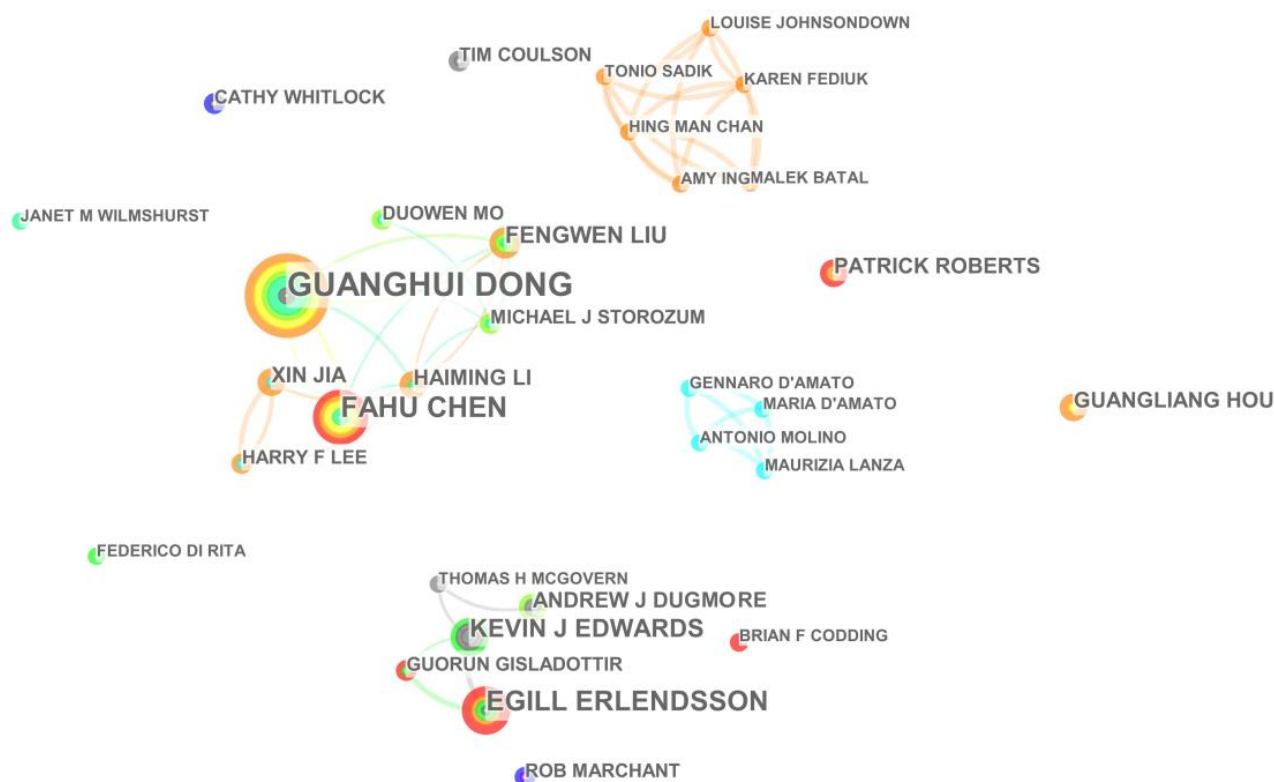 LOUISE JOHNSONDOWN
TIM COULSON
TONIO SADIK
KAREN FEDIUK
CATHY WHITLOCK
HING MAN CHAN
AMY INGMALEK BATAL
JANET M WILMSHURST
DUOWEN MO
FENGWEN LIU
PATRICK ROBERTS
GUANGHUI DONG
MICHAEL J STOROZUM
XIN JIA
HAIMING LI
GENNARO D'AMATO
MARIA D'AMATO
GUANGLIANG HOU
FAHU CHEN
ANTONIO MOLINO
HARRY F LEE
MAURIZIA LANZA
FEDERICO DI RITA
THOMAS H MCGOVERN
ANDREW J DUGMORE
KEVIN J EDWARDS
BRIAN F CODDING
GUORUN GISLADOTTIR
EGILL ERLENDSSON
ROB MARCHANT